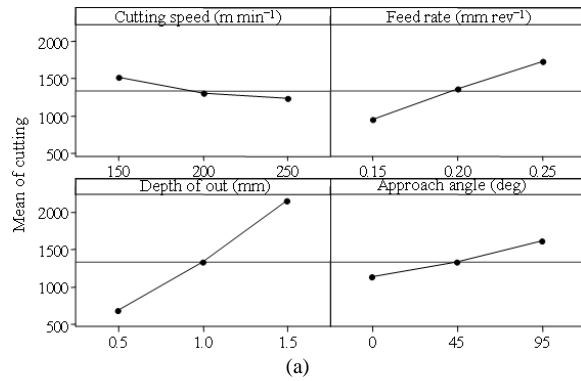 Cutting speed (m min⁻¹)
Feed rate (mm rev⁻¹)
2000
1500
1000
500
150 200 250
0.15 0.20 0.25
Mean of cutting
Depth of out (mm)
Approach angle (deg)
2000
1500
1000
500
0.5 1.0 1.5
0 45 95
(a)